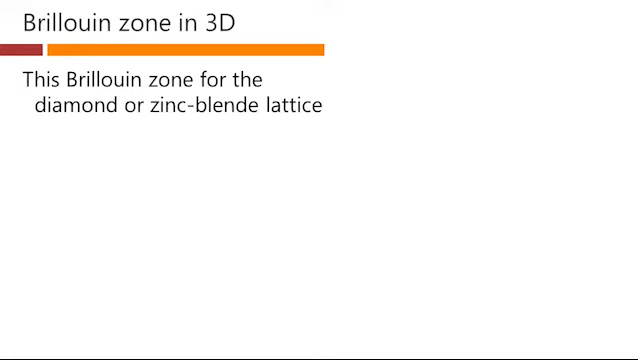 Brillouin zone in 3D
This Brillouin zone for the
diamond or zinc-blende lattice